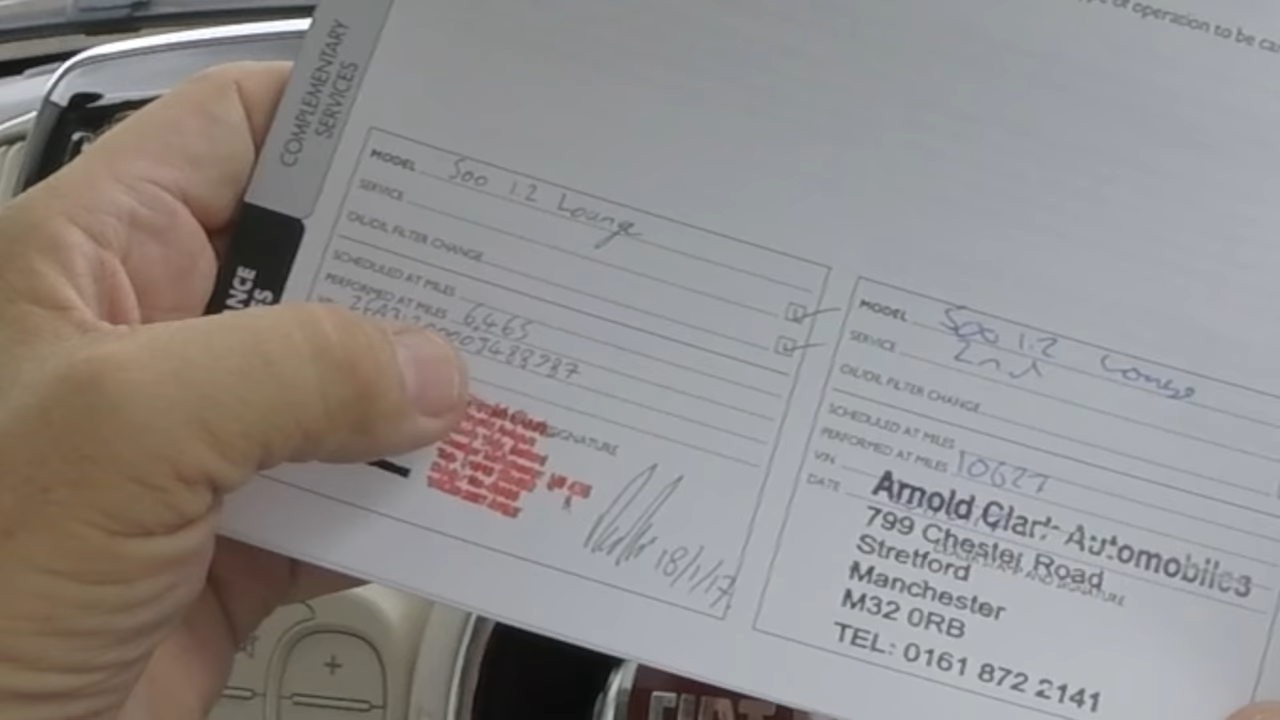 of operation to be ca
COMPLEMENTARY
SERVICES
MODEL 500 1.2 Lounge
SERVICE
OIL/OIL FILTER CHANGE
SCHEDULED AT MILES
PERFORMED AT MILES 6,465
SIGNATURE
18/1/17
MODEL 500 1.2 Lounge
SERVICE 2nd
OIL/OIL FILTER CHANGE
SCHEDULED AT MILES
PERFORMED AT MILES 10627
VIN
DATE
Arnold Clark Automobiles
799 Chester Road
Stretford
Manchester
M32 0RB
TEL: 0161 872 2141
FIAT